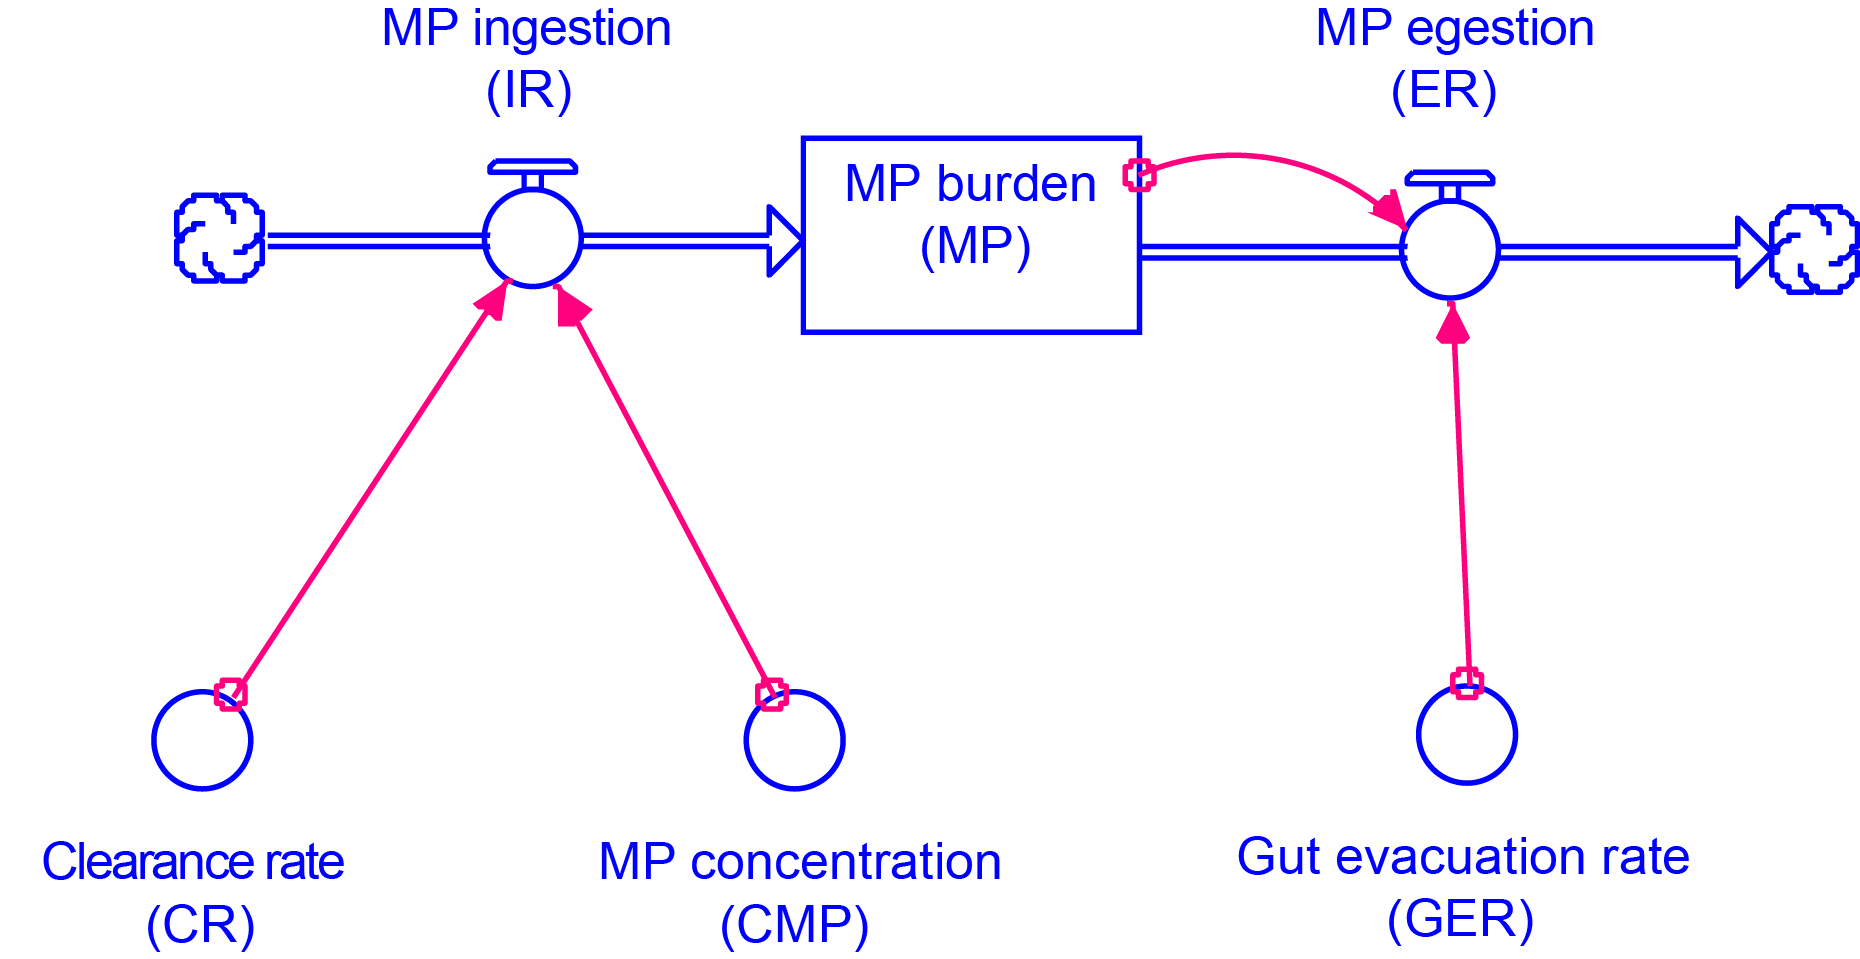 MP ingestion
(IR)
MP egestion
(ER)
MP burden
(MP)
Clearance rate
(CR)
MP concentration
(CMP)
Gut evacuation rate
(GER)